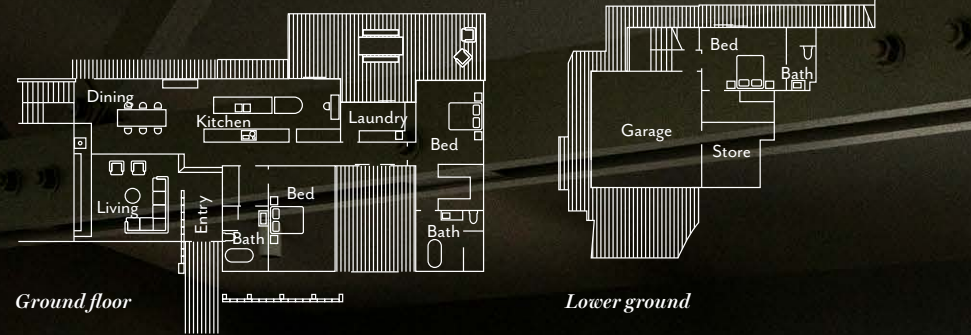 Dining
Kitchen
Laundry
Bed
Living
Entry
Bed
Bath
Bath
Ground floor
Bed
Bath
Garage
Store
Lower ground